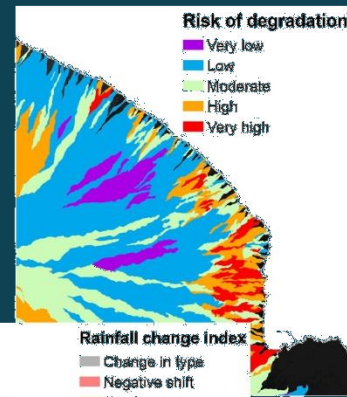 Risk of degradation
Very low
Low
Moderate
High
Very high
Rainfall change index
Change in type
Negative shift